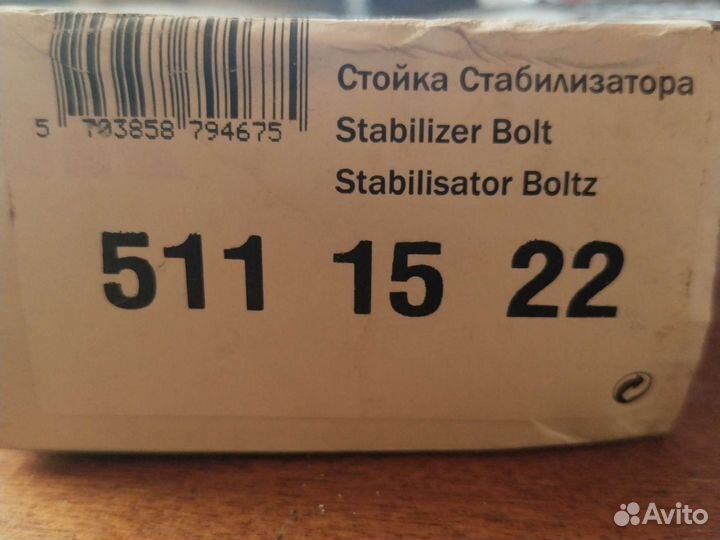 Стойка Стабилизатора
Stabilizer Bolt
Stabilisator Boltz
5 703858 794675
511 15 22
Avito